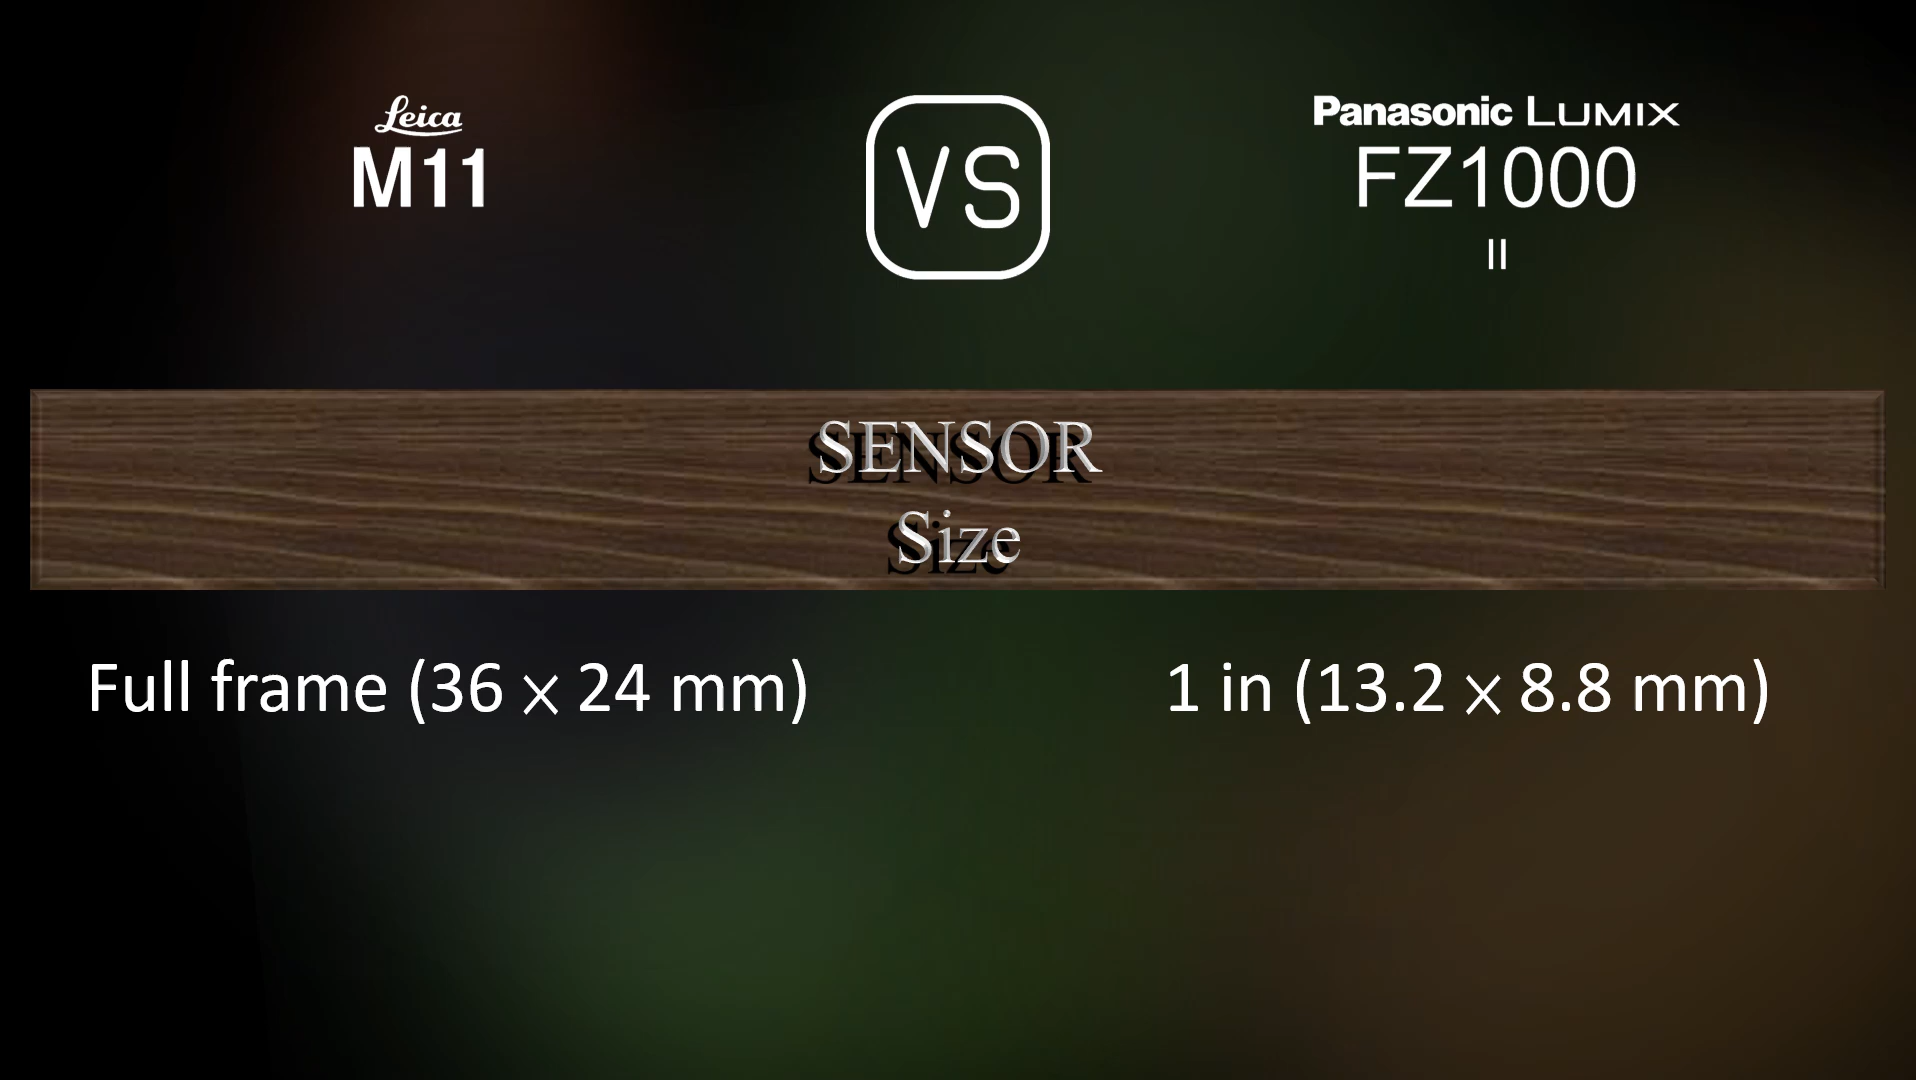 Leica
M11
VS
Panasonic LUMIX
FZ1000
II
SENSOR
Size
Full frame (36 x 24 mm)
1 in (13.2 x 8.8 mm)